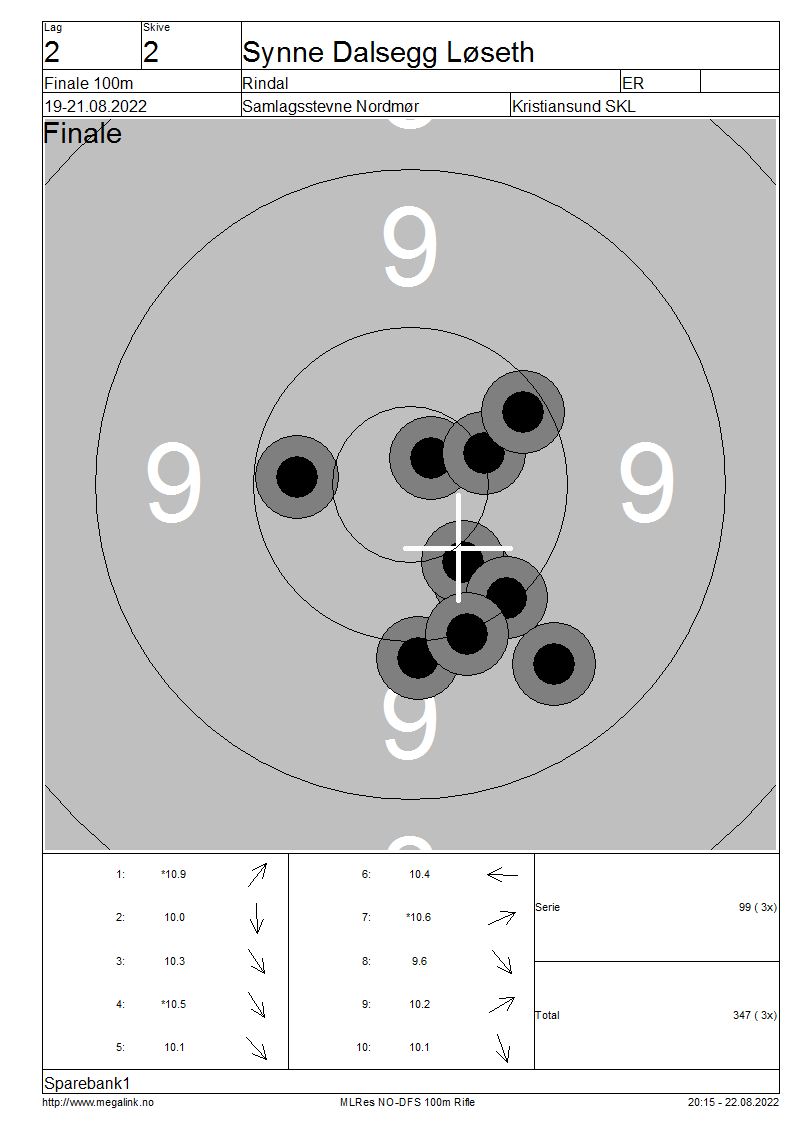 Lag Skive
2 2 Synne Dalsegg Løseth
Finale 100m Rindal ER
19-21.08.2022 Samlagsstevne Nordmør Kristiansund SKL
Finale
9
9 9
9
1: *10.9 6: 10.4
2: 10.0 7: *10.6
3: 10.3 8: 9.6
4: *10.5 9: 10.2
5: 10.1 10: 10.1
Serie 99 ( 3x)
Total 347 ( 3x)
Sparebank1
http://www.megalink.no MLRes NO-DFS 100m Rifle 20:15 - 22.08.2022